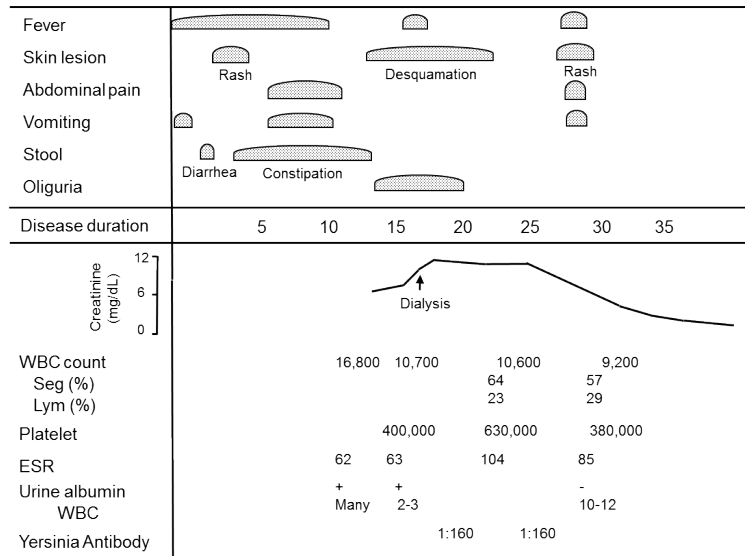 Fever
Skin lesion
Rash Desquamation Rash
Abdominal pain
Vomiting
Stool
Diarrhea Constipation
Oliguria
Disease duration 5 10 15 20 25 30 35
Creatinine (mg/dL)
12
6
0
Dialysis
WBC count 16,800 10,700 10,600 9,200
Seg (%) 64 57
Lym (%) 23 29
Platelet 400,000 630,000 380,000
ESR 62 63 104 85
Urine albumin + + -
WBC Many 2-3 10-12
Yersinia Antibody 1:160 1:160